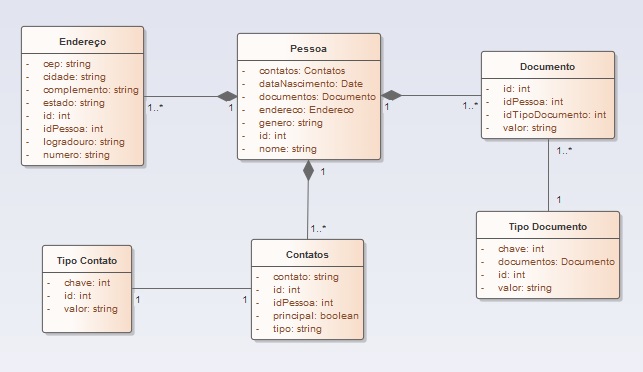 Endereço
- cep: string
- cidade: string
- complemento: string
- estado: string
- id: int
- idPessoa: int
- logradouro: string
- numero: string
1..*
1
Pessoa
- contatos: Contatos
- dataNascimento: Date
- documentos: Documento
- endereco: Endereco
- genero: string
- id: int
- nome: string
1
1..*
Documento
- id: int
- idPessoa: int
- idTipoDocumento: int
- valor: string
1..*
1
1
1..*
Tipo Documento
- chave: int
- documentos: Documento
- id: int
- valor: string
Tipo Contato
- chave: int
- id: int
- valor: string
1
1
Contatos
- contato: string
- id: int
- idPessoa: int
- principal: boolean
- tipo: string